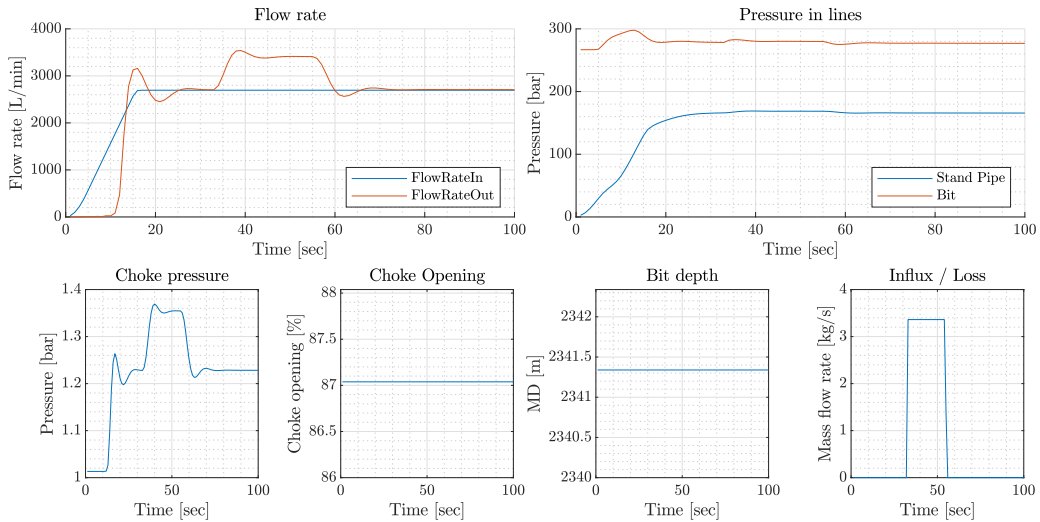 Flow rate
4000
3000
2000
1000
0
Flow rate [L/min]
0 20 40 60 80 100
Time [sec]
FlowRateIn
FlowRateOut
Pressure in lines
300
200
100
0
Pressure [bar]
0 20 40 60 80 100
Time [sec]
Stand Pipe
Bit
Choke pressure
1.4
1.3
1.2
1.1
1
Pressure [bar]
0 50 100
Time [sec]
Choke Opening
88
87.5
87
86.5
86
Choke opening [%]
0 50 100
Time [sec]
Bit depth
2342
2341.5
2341
2340.5
2340
MD [m]
0 50 100
Time [sec]
Influx / Loss
4
3
2
1
0
Mass flow rate [kg/s]
0 50 100
Time [sec]